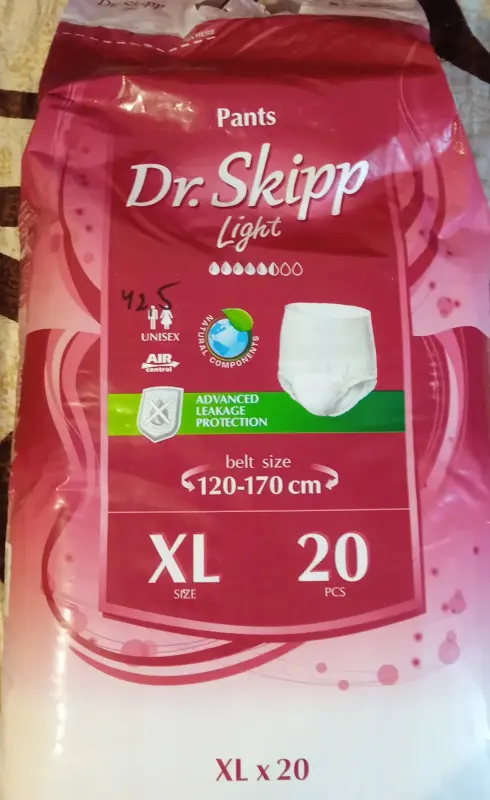 Dr. Skipp
HERE
Pants
Dr. Skipp
Light
42,5
UNISEX
AIR
control
NATURAL COMPONENTS
ADVANCED
LEAKAGE
PROTECTION
belt size
120-170 cm
XL
SIZE
20
PCS
XL x 20